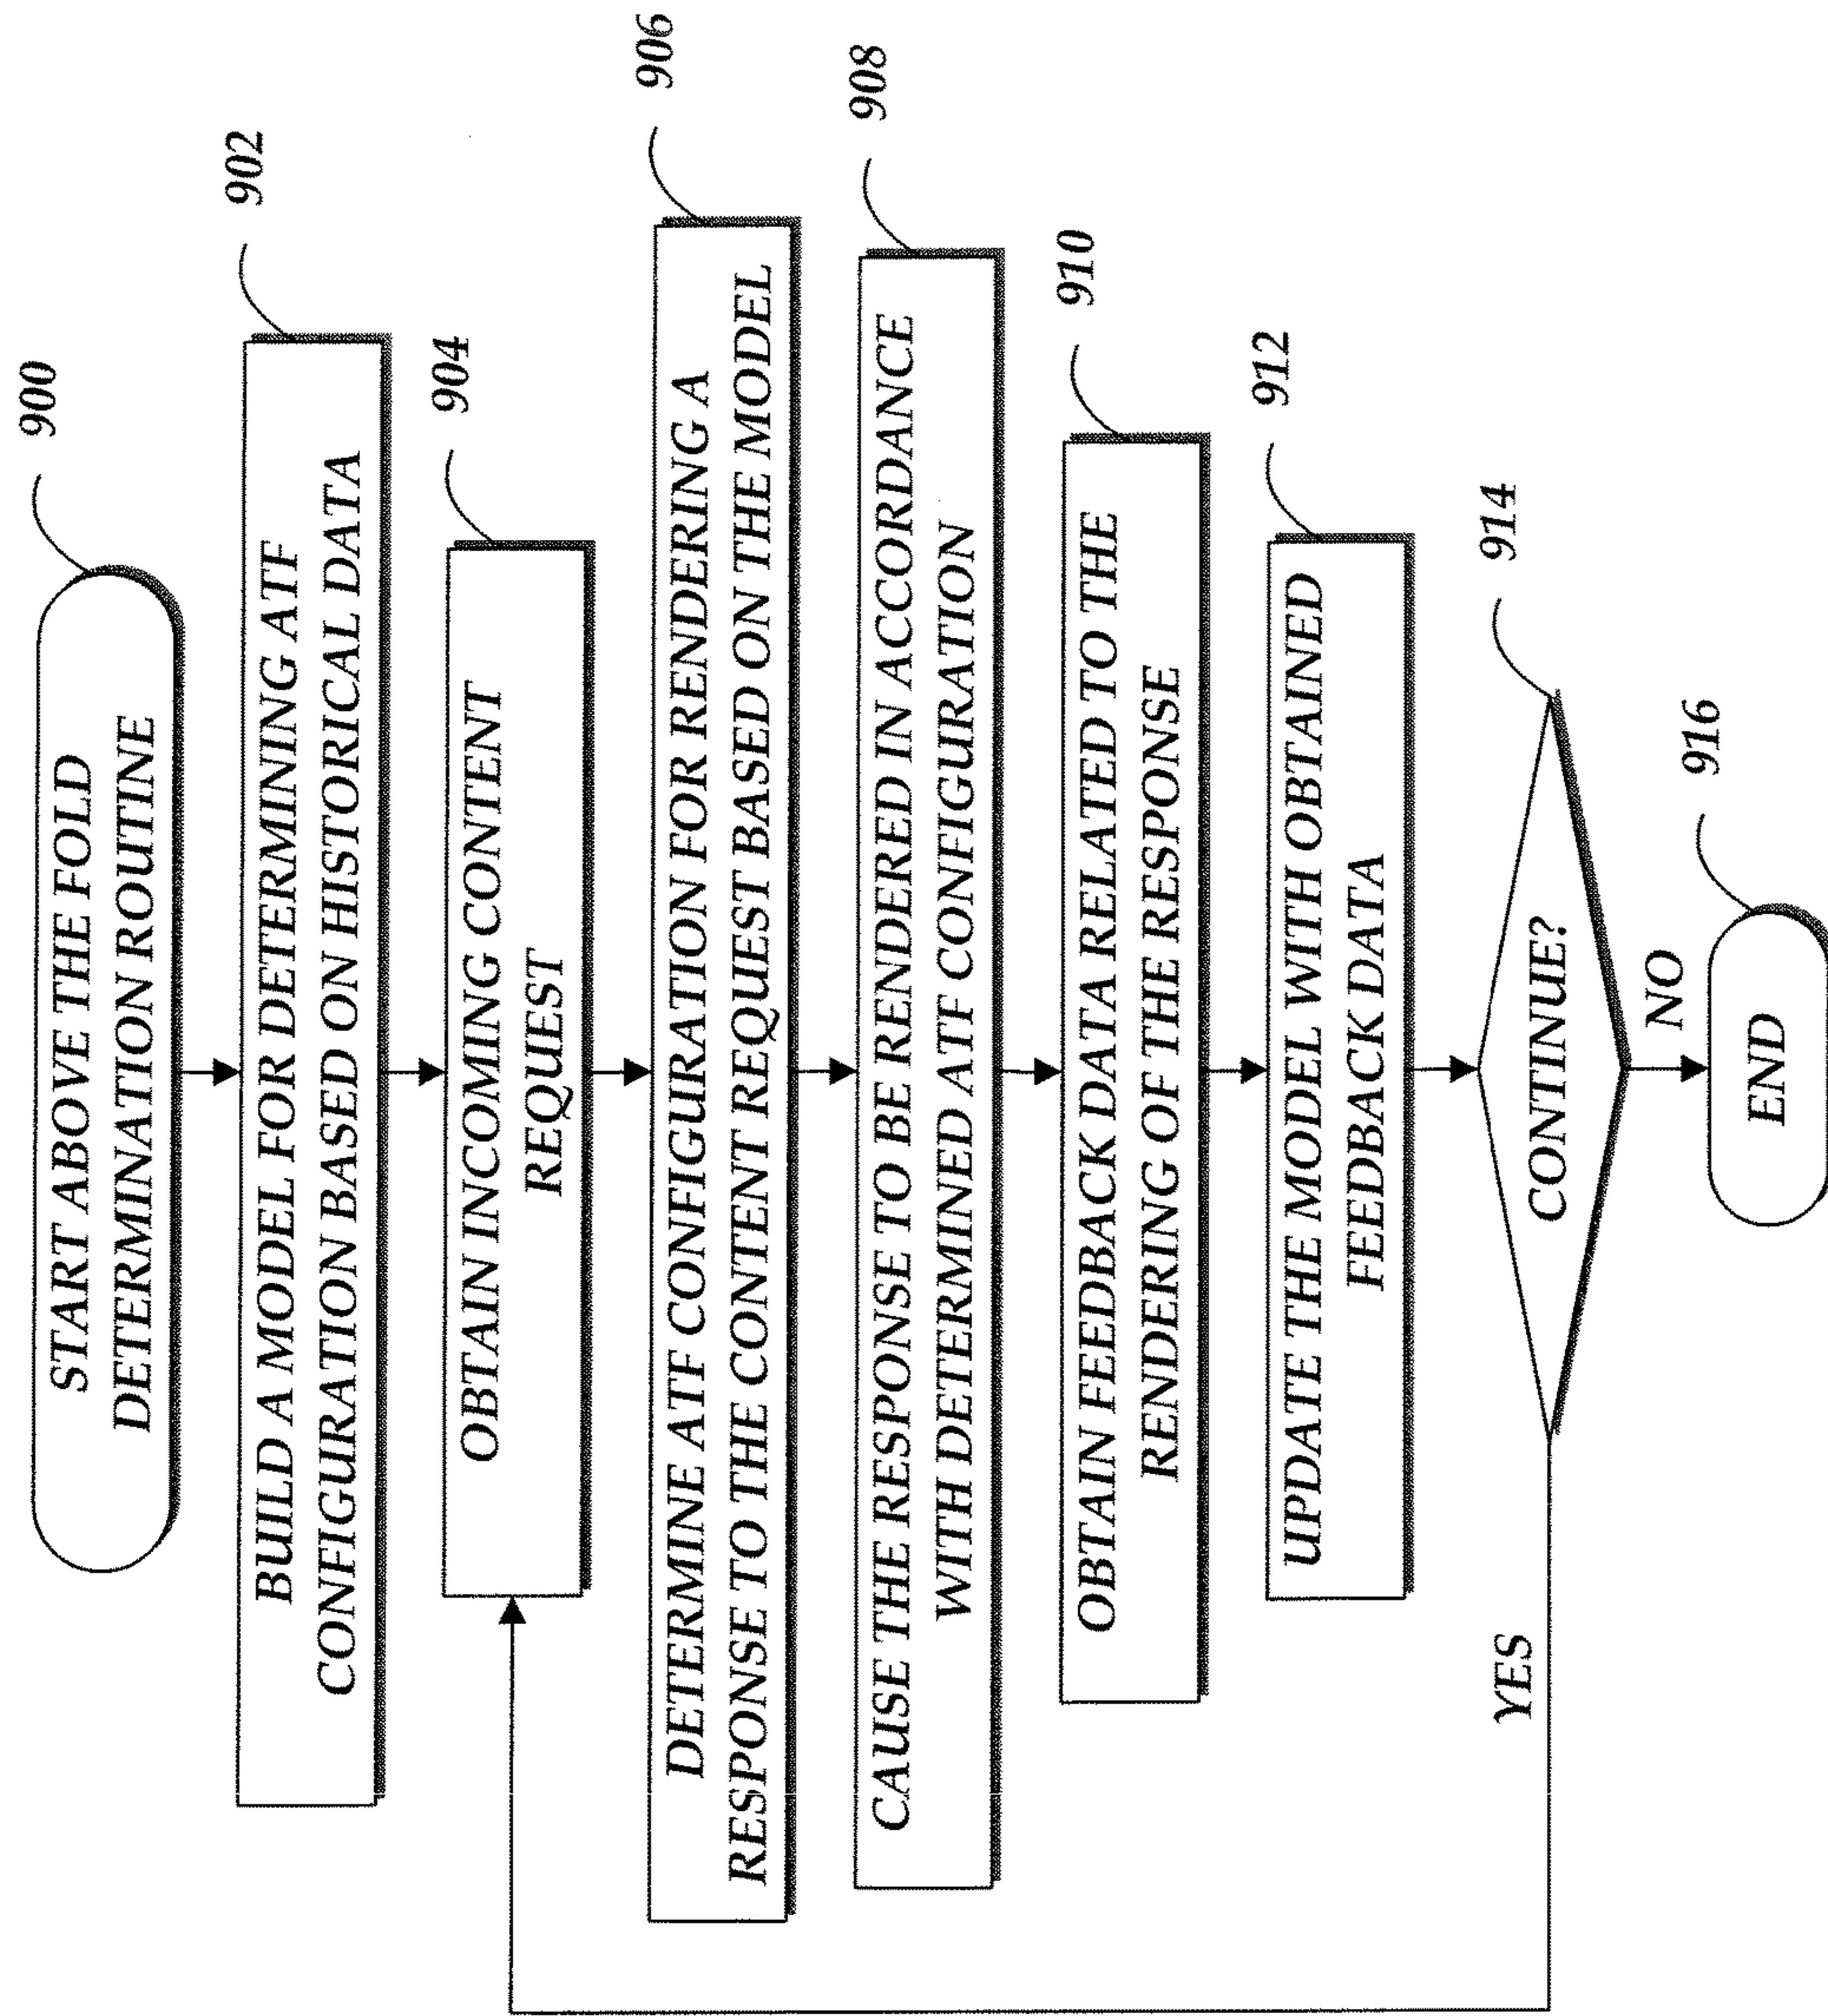 900
START ABOVE THE FOLD
DETERMINATION ROUTINE
902
BUILD A MODEL FOR DETERMINING ATF
CONFIGURATION BASED ON HISTORICAL DATA
904
OBTAIN INCOMING CONTENT
REQUEST
906
DETERMINE ATF CONFIGURATION FOR RENDERING A
RESPONSE TO THE CONTENT REQUEST BASED ON THE MODEL
908
CAUSE THE RESPONSE TO BE RENDERED IN ACCORDANCE
WITH DETERMINED ATF CONFIGURATION
910
OBTAIN FEEDBACK DATA RELATED TO THE
RENDERING OF THE RESPONSE
912
UPDATE THE MODEL WITH OBTAINED
FEEDBACK DATA
914
CONTINUE?
YES
NO
916
END